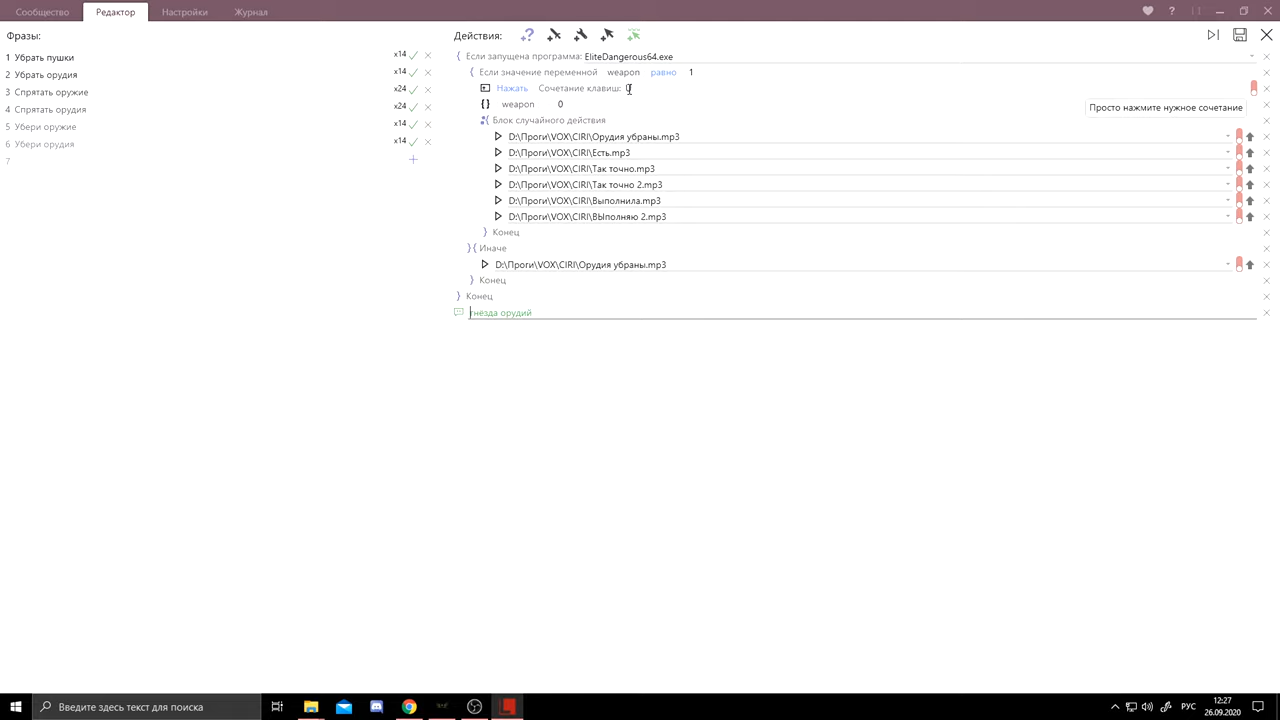 Сообщество Редактор Настройки Журнал
Фразы:
1 Убрать пушки x14
2 Убрать орудия x14
3 Спрятать оружие x24
4 Спрятать орудия x24
5 Убери оружие x14
6 Убери орудия x14
7
Действия:
Если запущена программа: EliteDangerous64.exe
Если значение переменной weapon равно 1
Нажать Сочетание клавиш: 0
Просто нажмите нужное сочетание
{} weapon 0
Блок случайного действия
D:\Проги\VOX\CIRI\Орудия убраны.mp3
D:\Проги\VOX\CIRI\Есть.mp3
D:\Проги\VOX\CIRI\Так точно.mp3
D:\Проги\VOX\CIRI\Так точно 2.mp3
D:\Проги\VOX\CIRI\Выполнила.mp3
D:\Проги\VOX\CIRI\ВЫполняю 2.mp3
} Конец
}{ Иначе
D:\Проги\VOX\CIRI\Орудия убраны.mp3
} Конец
} Конец
гнёзда орудий
Введите здесь текст для поиска
РУС
12:27
26.09.2020